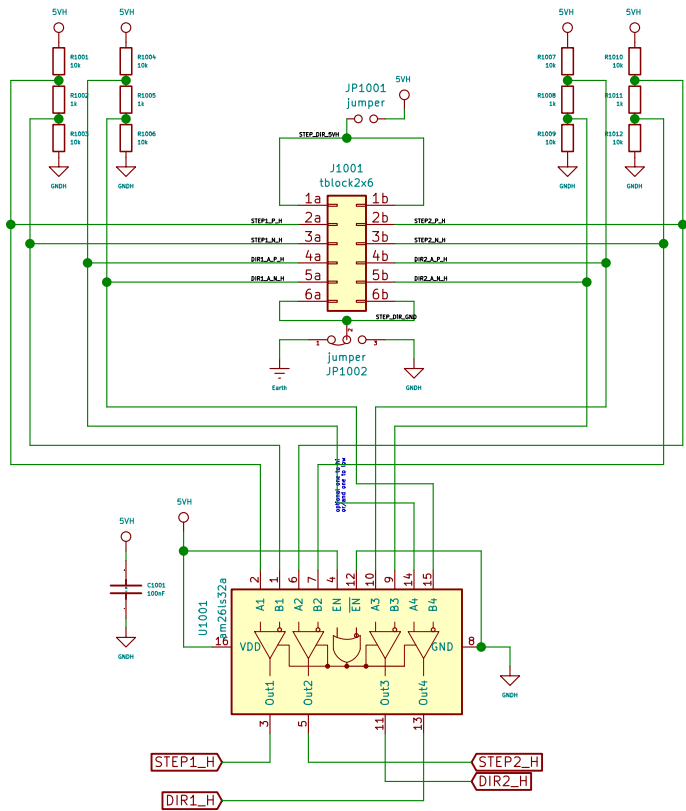 5VH
5VH
5VH
5VH
R1001
10k
R1004
10k
R1007
10k
R1010
10k
R1002
1k
R1005
1k
R1008
1k
R1011
1k
R1003
10k
R1006
10k
R1009
10k
R1012
10k
GNDH
GNDH
GNDH
GNDH
JP1001
jumper
5VH
STEP_DIR_5VH
J1001
tblock2x6
1a
1b
STEP1_P_H
2a
2b
STEP2_P_H
STEP1_N_H
3a
3b
STEP2_N_H
DIR1_A_P_H
4a
4b
DIR2_A_P_H
DIR1_A_N_H
5a
5b
DIR2_A_N_H
6a
6b
STEP_DIR_GND
1
2
3
jumper
JP1002
Earth
GNDH
5VH
5VH
C1001
100nF
GNDH
U1001
am26ls32a
2
1
6
7
4
12
10
9
14
15
A1
B1
A2
B2
EN
EN
A3
B3
A4
B4
16
VDD
GND
8
GNDH
Out1
Out2
Out3
Out4
3
5
11
13
STEP1_H
STEP2_H
DIR2_H
DIR1_H